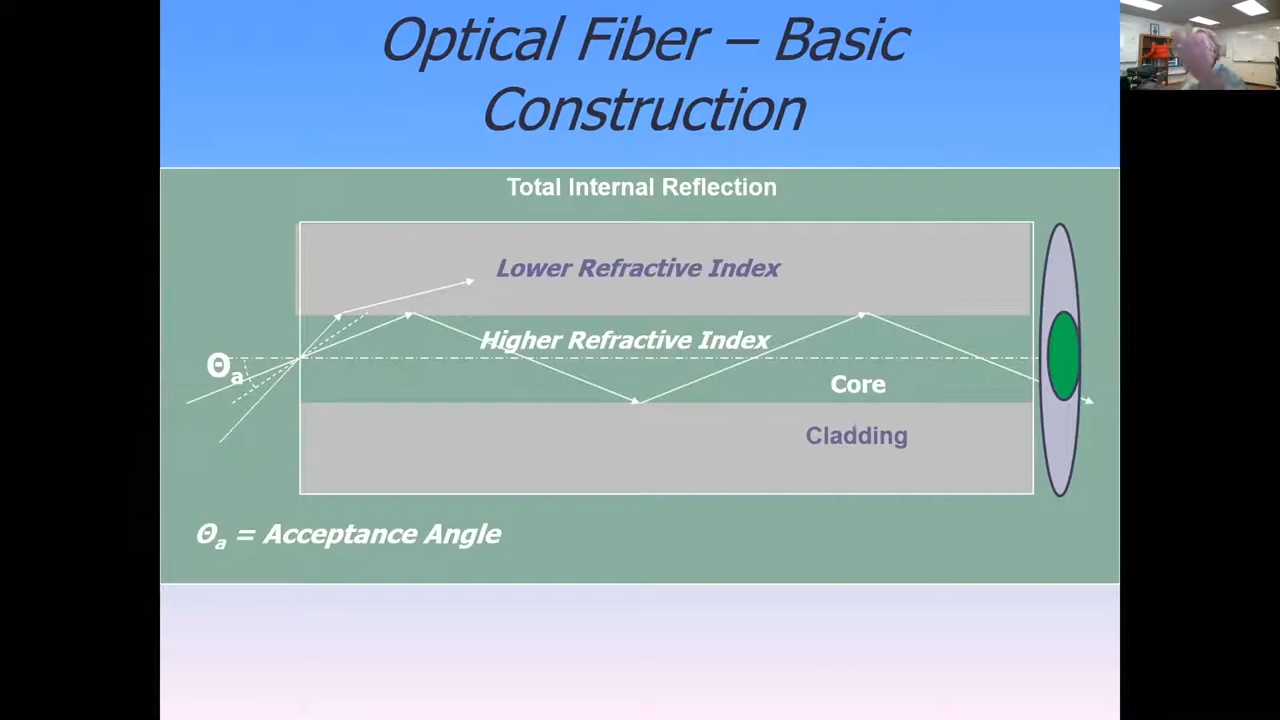 Optical Fiber – Basic
Construction
Total Internal Reflection
Lower Refractive Index
Higher Refractive Index
Θa
Core
Cladding
Θa = Acceptance Angle